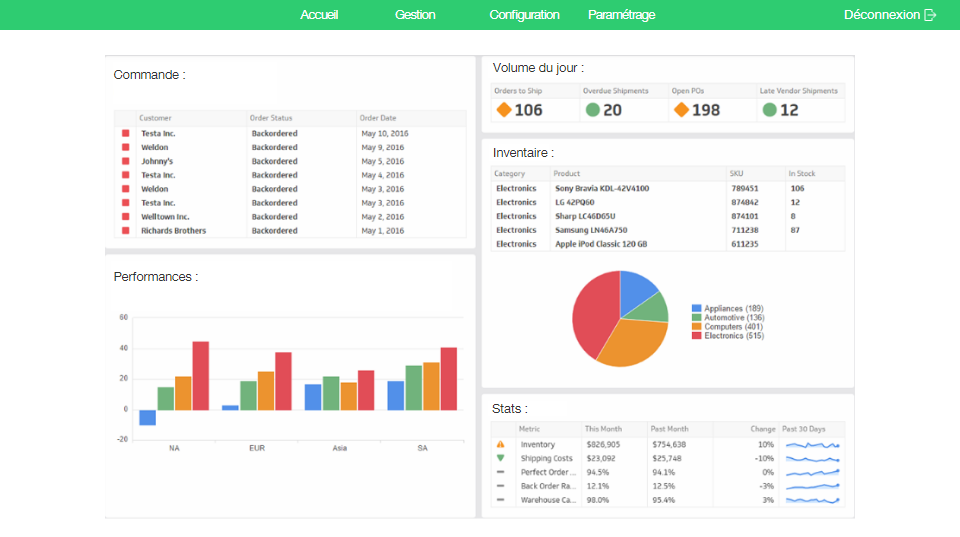 Accueil Gestion Configuration Paramétrage Déconnexion
Commande :
Customer Order Status Order Date
Testa Inc. Backordered May 10, 2016
Weldon Backordered May 9, 2016
Johnny's Backordered May 5, 2016
Testa Inc. Backordered May 4, 2016
Weldon Backordered May 3, 2016
Testa Inc. Backordered May 3, 2016
Welltown Inc. Backordered May 2, 2016
Richards Brothers Backordered May 1, 2016
Performances :
60
40
20
0
-20
NA EUR Asia SA
Volume du jour :
Orders to Ship Overdue Shipments Open POs Late Vendor Shipments
106 20 198 12
Inventaire :
Category Product SKU In Stock
Electronics Sony Bravia KDL-42V4100 789451 106
Electronics LG 42PQ60 874842 12
Electronics Sharp LC46D65U 874101 8
Electronics Samsung LN46A750 711238 87
Electronics Apple iPod Classic 120 GB 611235
Appliances (189)
Automotive (136)
Computers (401)
Electronics (515)
Stats :
Metric This Month Past Month Change Past 30 Days
Inventory $826,905 $754,638 10%
Shipping Costs $23,092 $25,748 -10%
Perfect Order ... 94.5% 94.1% 0%
Back Order Ra... 12.1% 12.5% -3%
Warehouse Ca... 98.0% 95.4% 3%